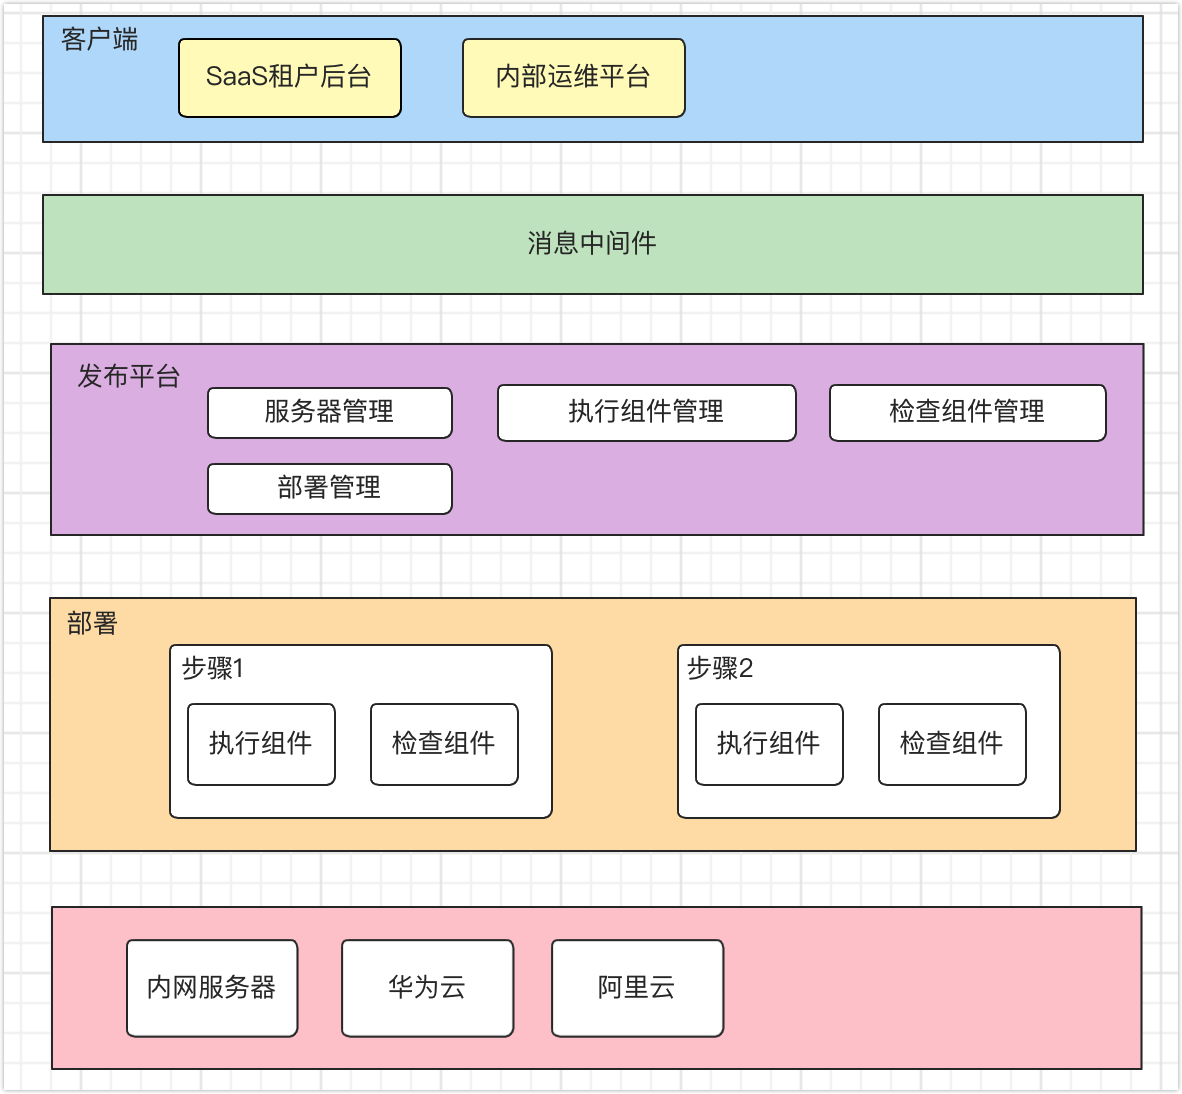 客户端
SaaS租户后台
内部运维平台
消息中间件
发布平台
服务器管理
执行组件管理
检查组件管理
部署管理
部署
步骤1
执行组件
检查组件
步骤2
执行组件
检查组件
内网服务器
华为云
阿里云